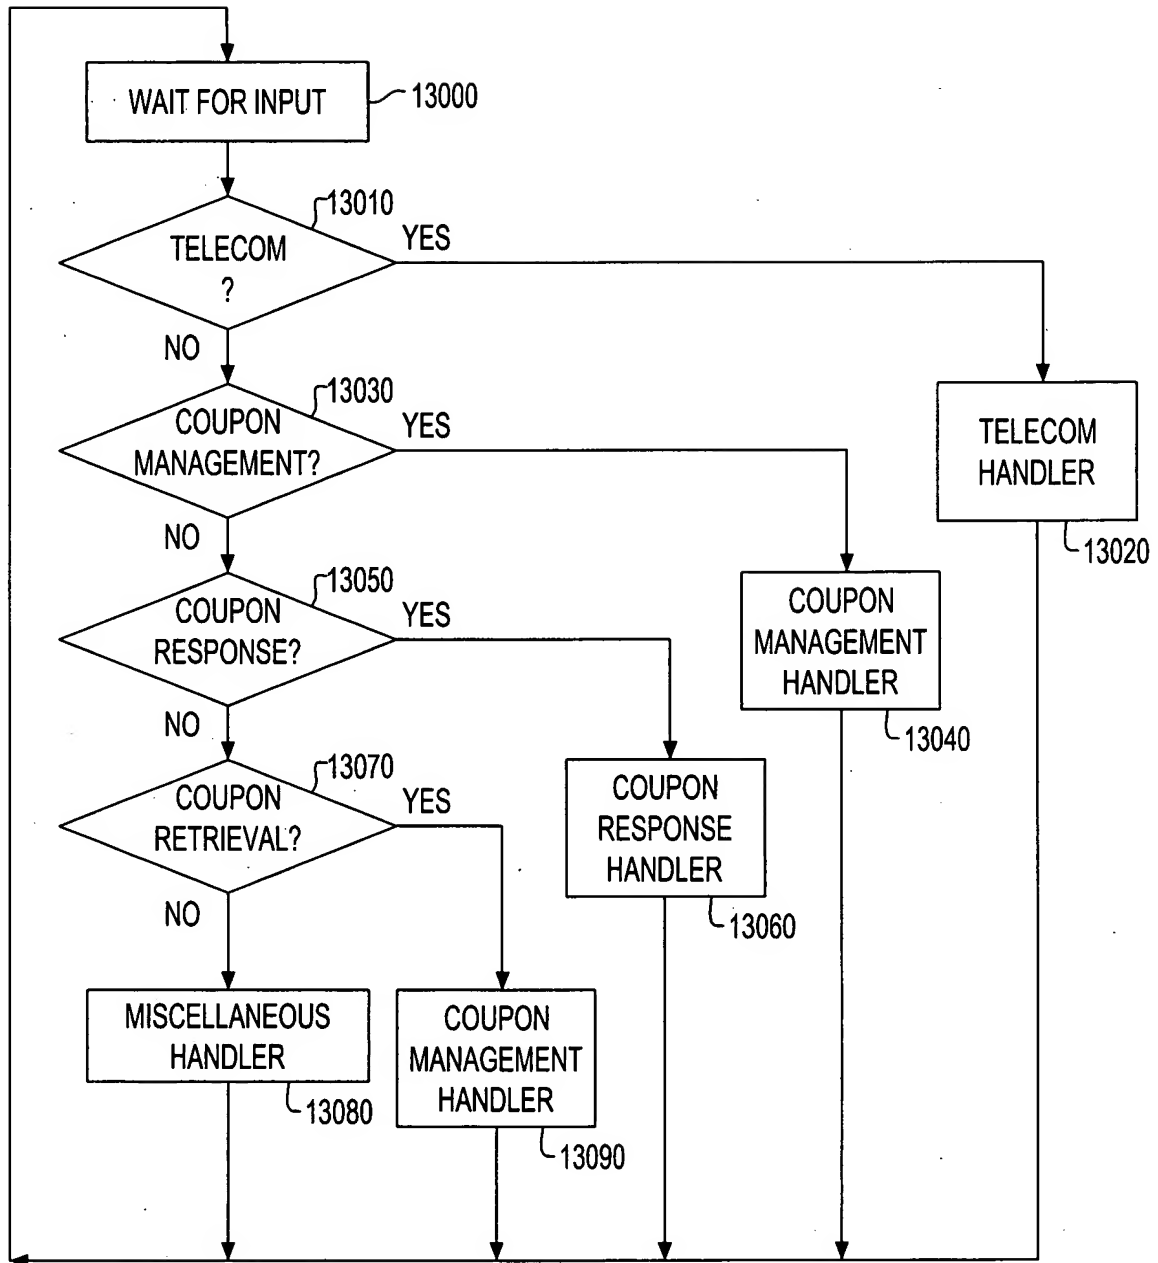 WAIT FOR INPUT
13000
13010
TELECOM
?
YES
NO
13030
COUPON
MANAGEMENT?
YES
TELECOM
HANDLER
13020
NO
13050
COUPON
RESPONSE?
YES
COUPON
MANAGEMENT
HANDLER
13040
NO
13070
COUPON
RETRIEVAL?
YES
COUPON
RESPONSE
HANDLER
13060
NO
MISCELLANEOUS
HANDLER
13080
COUPON
MANAGEMENT
HANDLER
13090